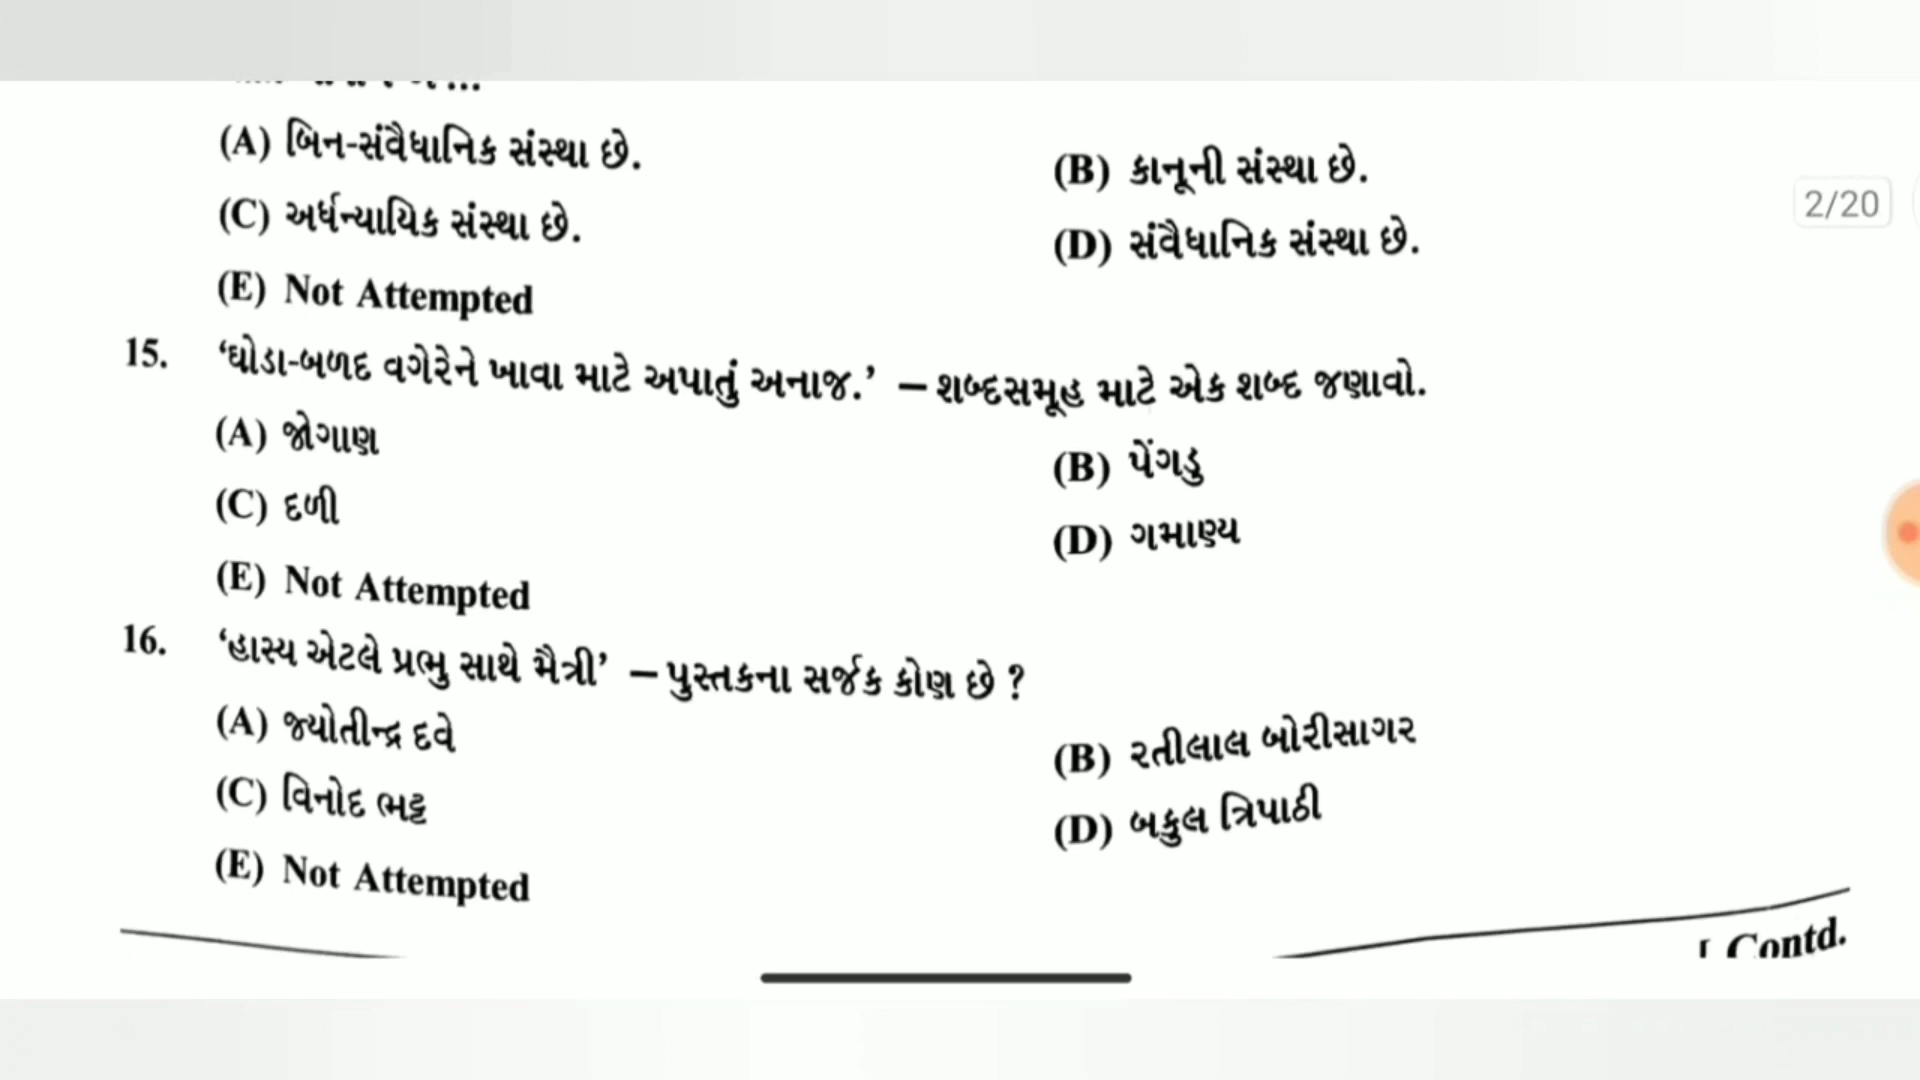 (A) બિન-સંવૈધાનિક સંસ્થા છે.
(B) કાનૂની સંસ્થા છે.
(C) અર્ધન્યાયિક સંસ્થા છે.
(D) સંવૈધાનિક સંસ્થા છે.
(E) Not Attempted
2/20
15. ‘ઘોડા-બળદ વગેરેને ખાવા માટે અપાતું અનાજ.’ – શબ્દસમૂહ માટે એક શબ્દ જણાવો.
(A) જોગાણ
(B) પેંગડુ
(C) દળી
(D) ગમાણ્ય
(E) Not Attempted
16. ‘હાસ્ય એટલે પ્રભુ સાથે મૈત્રી’ – પુસ્તકના સર્જક કોણ છે ?
(A) જ્યોતીન્દ્ર દવે
(B) રતીલાલ બોરીસાગર
(C) વિનોદ ભટ્ટ
(D) બકુલ ત્રિપાઠી
(E) Not Attempted
[ Contd.